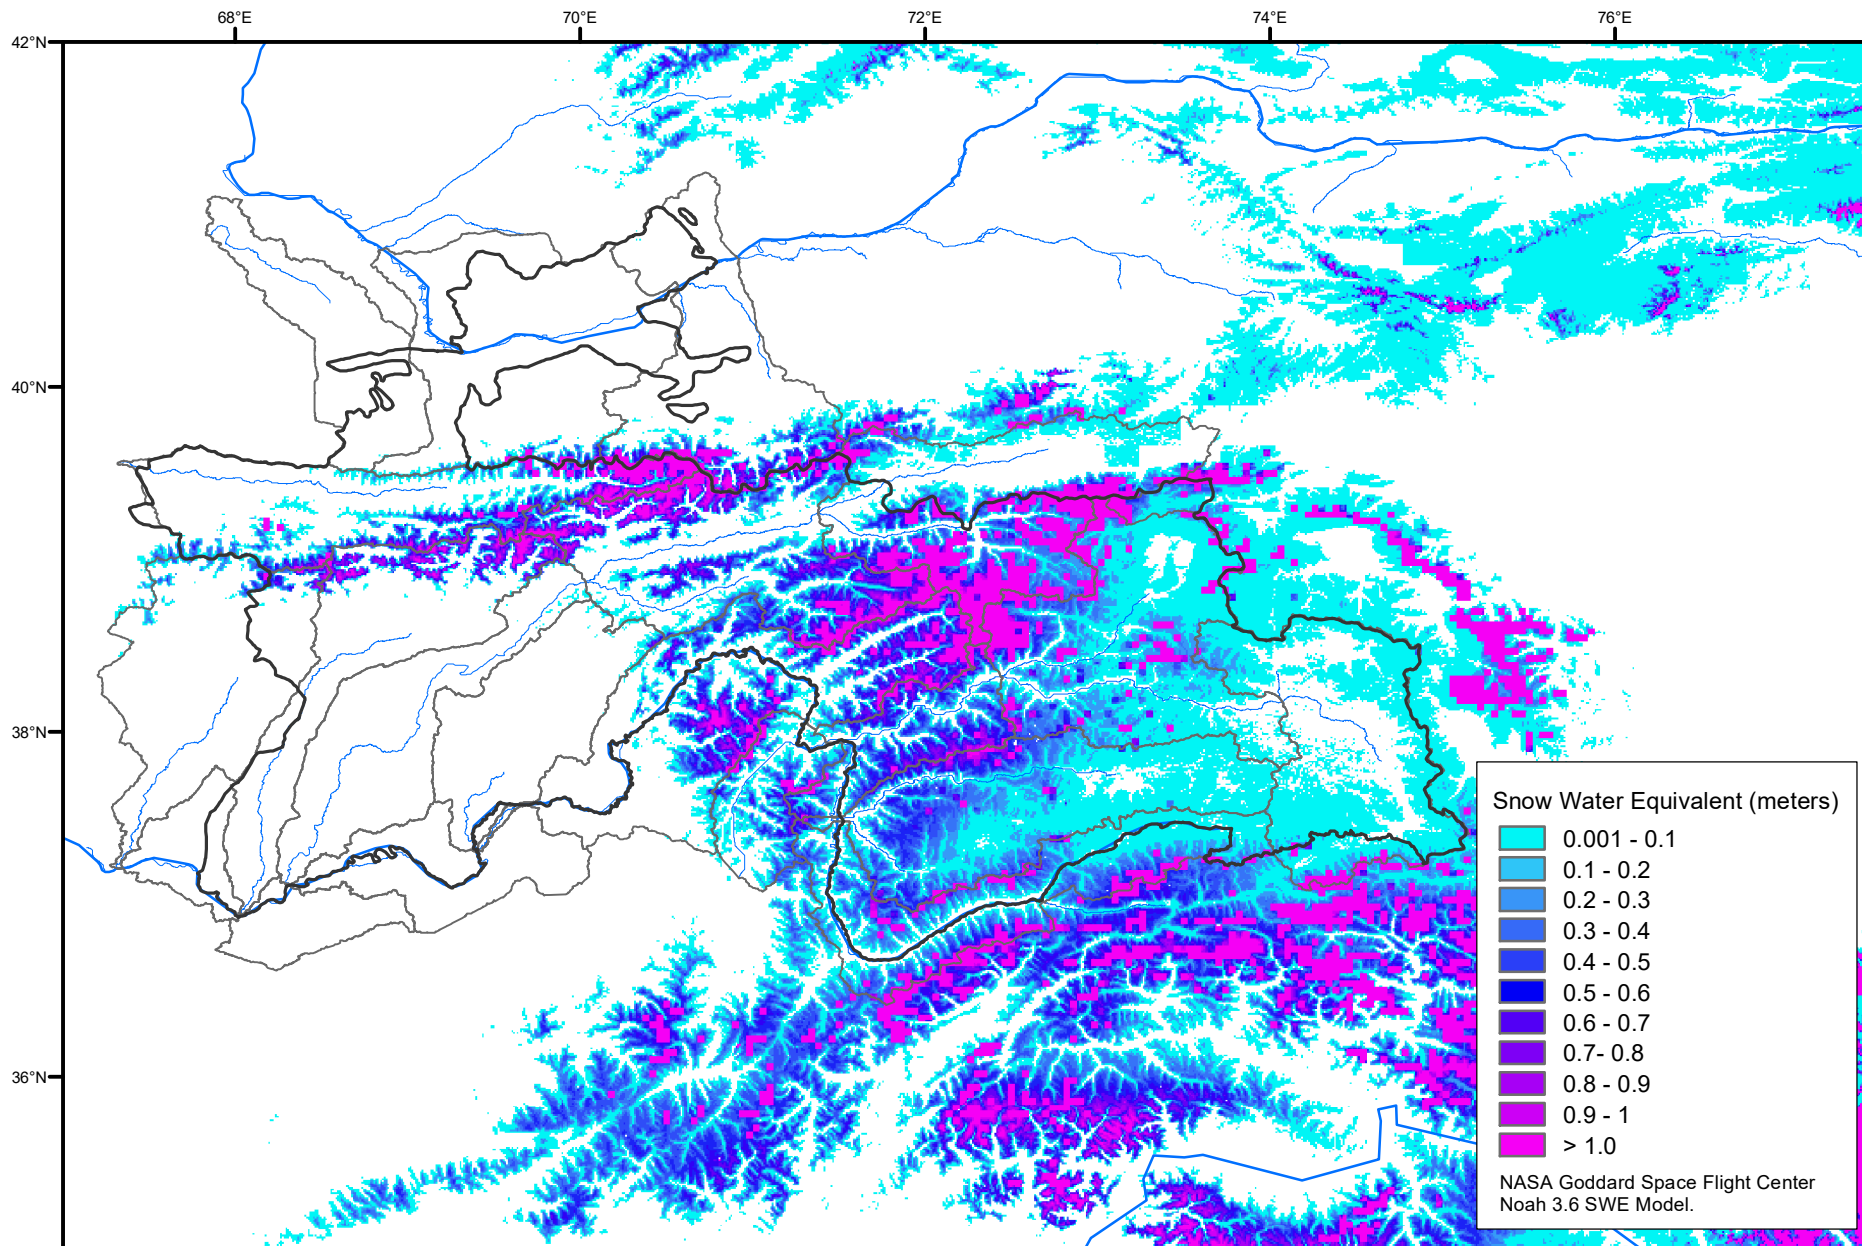 68°E 70°E 72°E 74°E 76°E
42°N
40°N
38°N
36°N
Snow Water Equivalent (meters)
0.001 - 0.1
0.1 - 0.2
0.2 - 0.3
0.3 - 0.4
0.4 - 0.5
0.5 - 0.6
0.6 - 0.7
0.7- 0.8
0.8 - 0.9
0.9 - 1
> 1.0
NASA Goddard Space Flight Center
Noah 3.6 SWE Model.